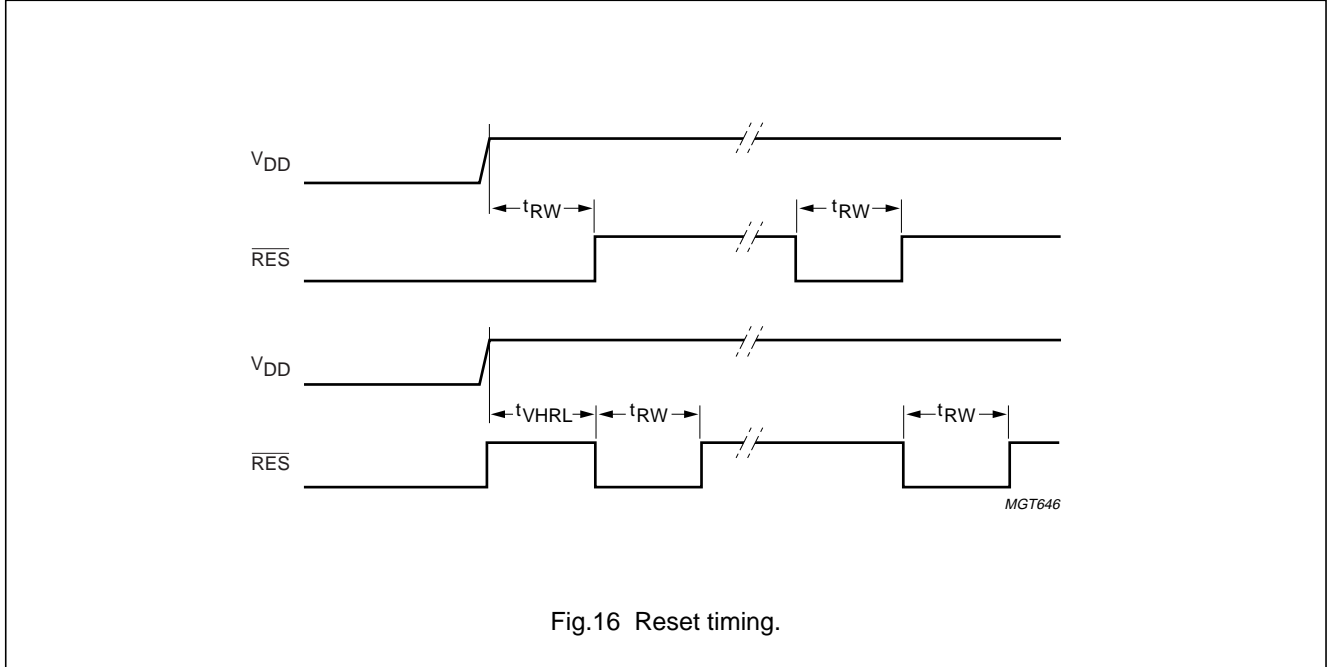 VDD
tRW tRW
RES
VDD
tVHRL tRW tRW
RES
MGT646
Fig.16 Reset timing.